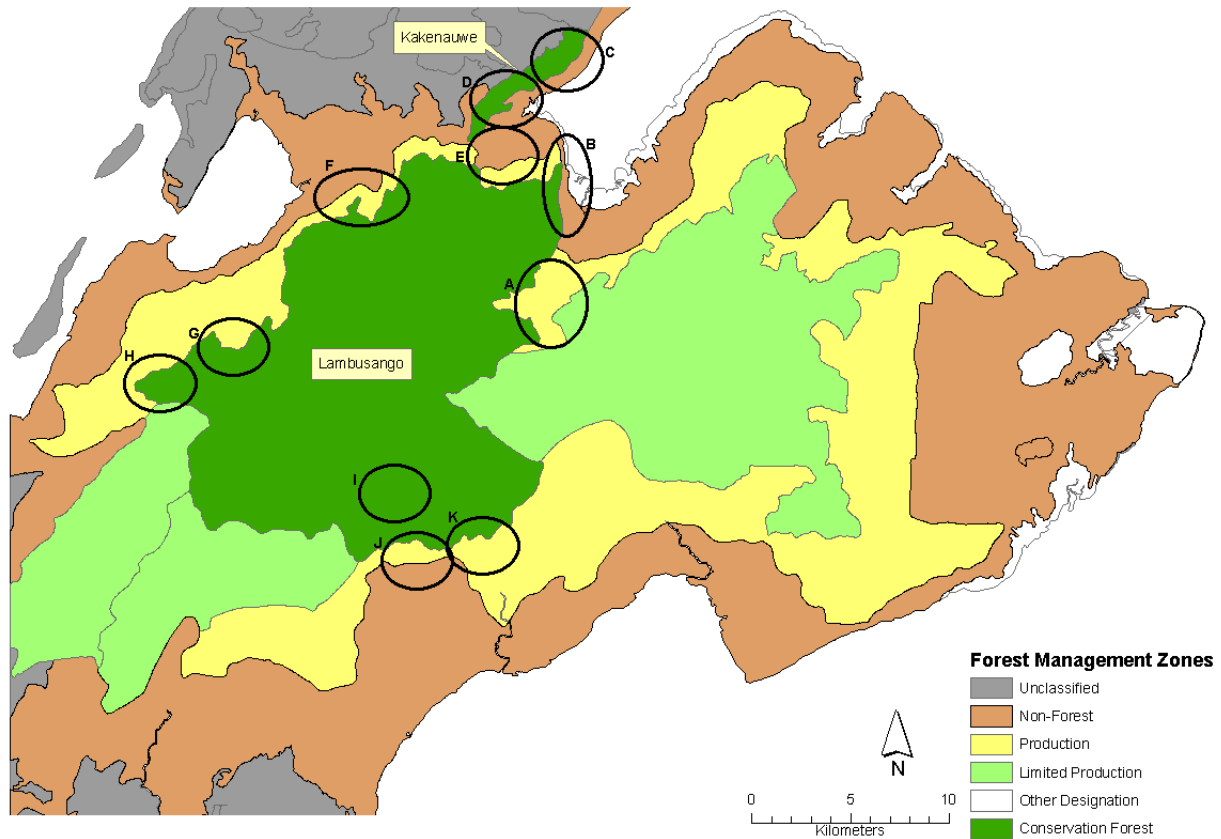 Kakenauwe
C
D
B
E
F
A
G
H
Lambusango
I
K
J
Forest Management Zones
Unclassified
Non-Forest
Production
Limited Production
Other Designation
Conservation Forest
N
0 5 10
Kilometers